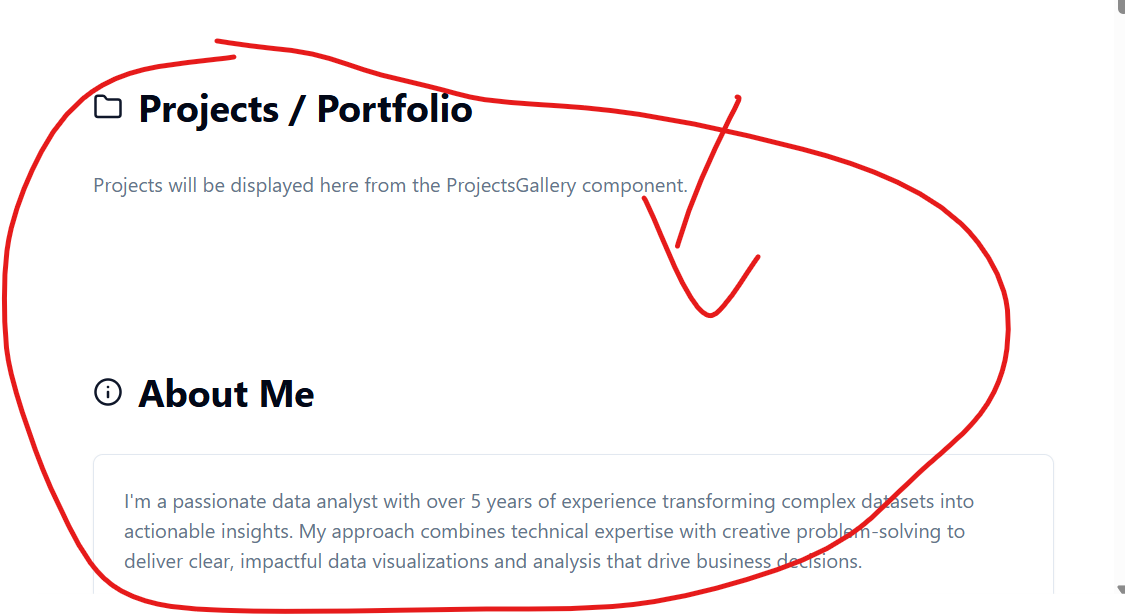 Projects / Portfolio
Projects will be displayed here from the ProjectsGallery component.
About Me
I'm a passionate data analyst with over 5 years of experience transforming complex datasets into
actionable insights. My approach combines technical expertise with creative problem-solving to
deliver clear, impactful data visualizations and analysis that drive business decisions.